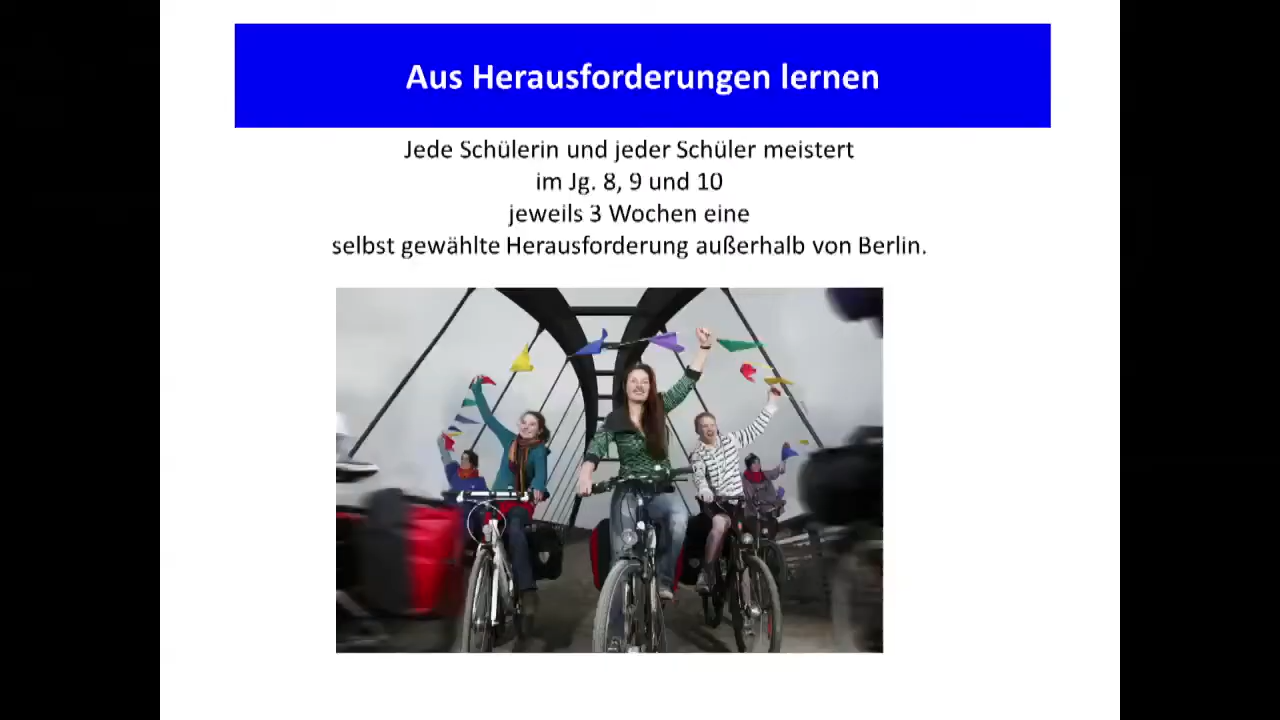 Aus Herausforderungen lernen
Jede Schülerin und jeder Schüler meistert
im Jg. 8, 9 und 10
jeweils 3 Wochen eine
selbst gewählte Herausforderung außerhalb von Berlin.